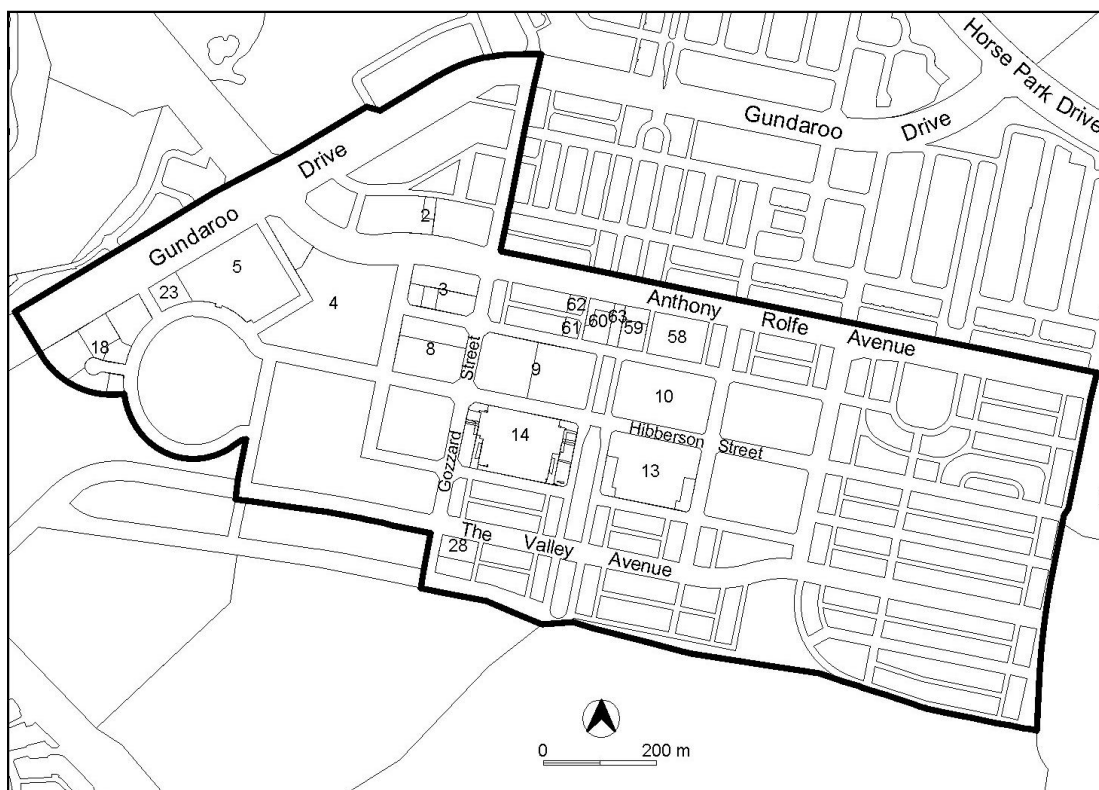 Horse Park Drive
Gundaroo Drive
Gundaroo Drive
2
5
23
4
3
18
62
61
60
63
59
58
Anthony Rolfe Avenue
8
Street
9
10
14
Gozzard
Hibberson Street
13
The Valley Avenue
28
0 200 m